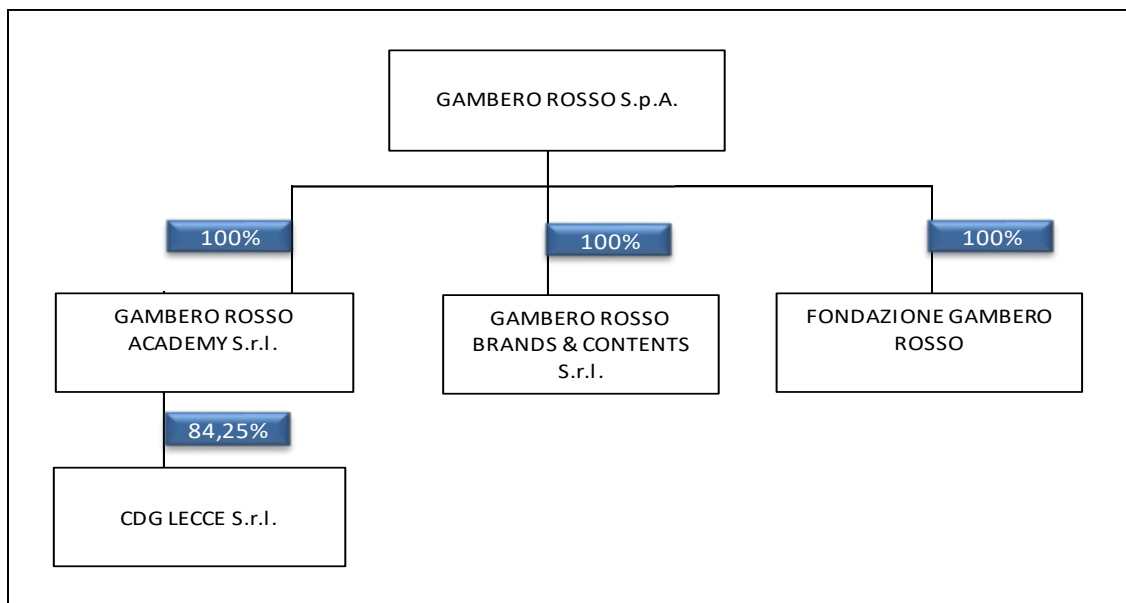 GAMBERO ROSSO S.p.A.
100%
100%
100%
GAMBERO ROSSO
ACADEMY S.r.l.
GAMBERO ROSSO
BRANDS & CONTENTS
S.r.l.
FONDAZIONE GAMBERO
ROSSO
84,25%
CDG LECCE S.r.l.